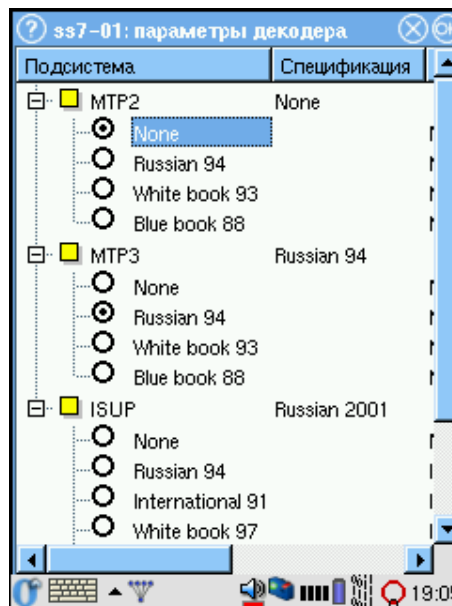 ss7-01: параметры декодера
Подсистема Спецификация
MTP2 None
None
Russian 94
White book 93
Blue book 88
MTP3 Russian 94
None
Russian 94
White book 93
Blue book 88
ISUP Russian 2001
None
Russian 94
International 91
White book 97
19:05